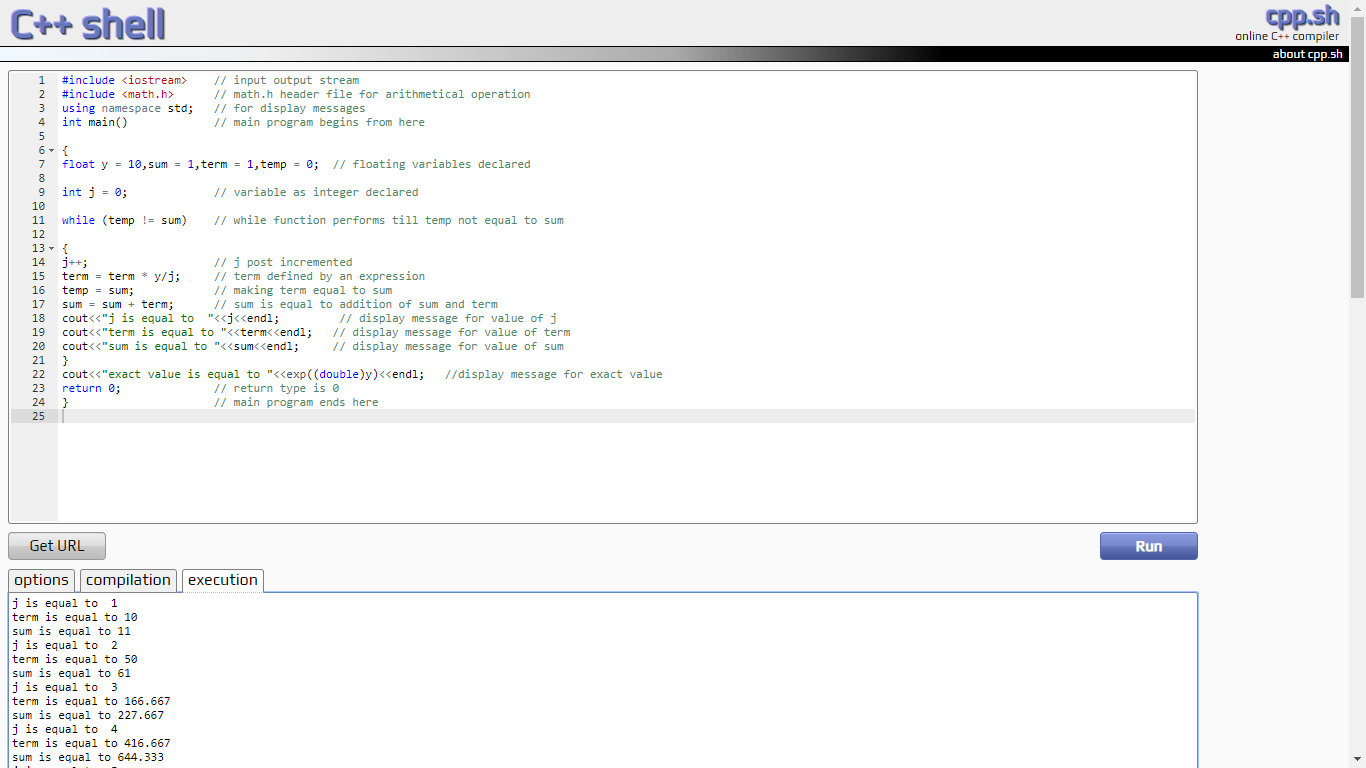 C++ shell
cpp.sh
online C++ compiler
about cpp.sh
1 #include <iostream>    // input output stream
2 #include <math.h>      // math.h header file for arithmetical operation
3 using namespace std;   // for display messages
4 int main()             // main program begins from here
5
6 {
7 float y = 10,sum = 1,term = 1,temp = 0;  // floating variables declared
8
9 int j = 0;             // variable as integer declared
10
11 while (temp != sum)    // while function performs till temp not equal to sum
12
13 {
14 j++;                   // j post incremented
15 term = term * y/j;     // term defined by an expression
16 temp = sum;            // making term equal to sum
17 sum = sum + term;      // sum is equal to addition of sum and term
18 cout<<"j is equal to  "<<j<<endl;         // display message for value of j
19 cout<<"term is equal to "<<term<<endl;   // display message for value of term
20 cout<<"sum is equal to "<<sum<<endl;     // display message for value of sum
21 }
22 cout<<"exact value is equal to "<<exp((double)y)<<endl;   //display message for exact value
23 return 0;              // return type is 0
24 }                      // main program ends here
25
Get URL
Run
options compilation execution
j is equal to  1
term is equal to 10
sum is equal to 11
j is equal to  2
term is equal to 50
sum is equal to 61
j is equal to  3
term is equal to 166.667
sum is equal to 227.667
j is equal to  4
term is equal to 416.667
sum is equal to 644.333